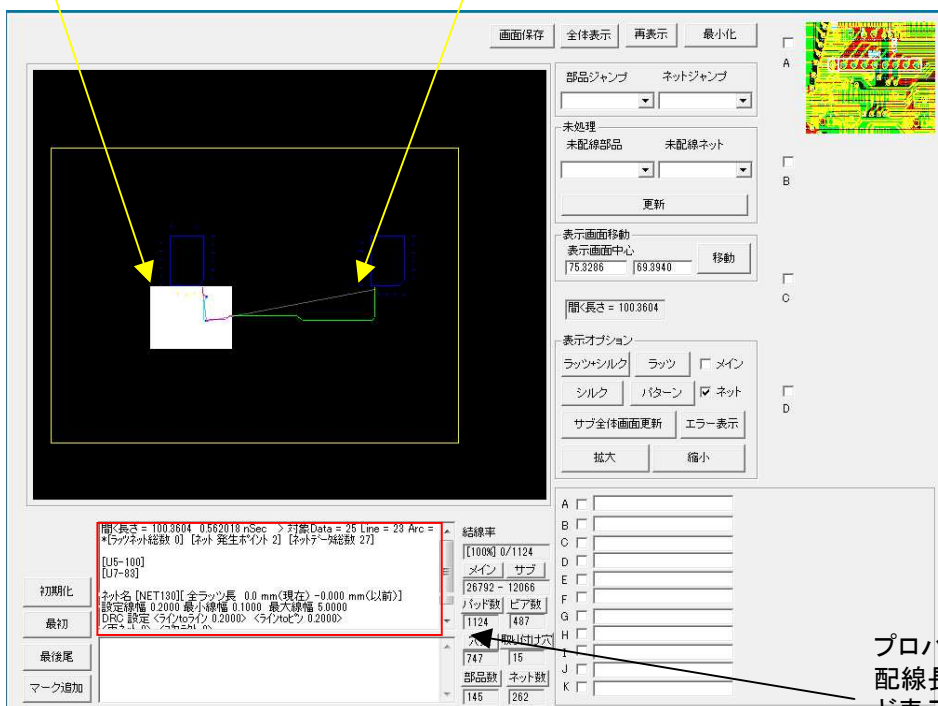 画面保存 全体表示 再表示 最小化
部品ジャンプ ネットジャンプ
未処理
未配線部品 未配線ネット
更新
表示画面移動
表示画面中心
75.3286 69.3940 移動
間く長さ = 100.3604
表示オプション
ラッツ+シルク ラッツ メイン
シルク パターン ネット
サブ全体画面更新 エラー表示
拡大 縮小
A
B
C
D
間く長さ = 100.3604 0.562018 nSec > 対象Data = 25 Line = 23 Arc =
*[ラッツネット総数 0] [ネット 発生ポイント 2] [ネットデータ総数 27]
[U5-100]
[U7-83]
ネット名 [NET130][ 全ラッツ長 0.0 mm(現在) -0.000 mm(以前)]
設定線幅 0.2000 最小線幅 0.1000 最大線幅 5.0000
DRC 設定 <ラインtoライン 0.2000> <ラインtoピン 0.2000>
初期化
最初
最後尾
マーク追加
結線率
[100%] 0/1124
メイン サブ
26792 - 12066
パッド数 ビア数
1124 487
取り付け穴
747 15
部品数 ネット数
145 262
A
B
C
D
E
F
G
H
I
J
K
プロパ
配線長